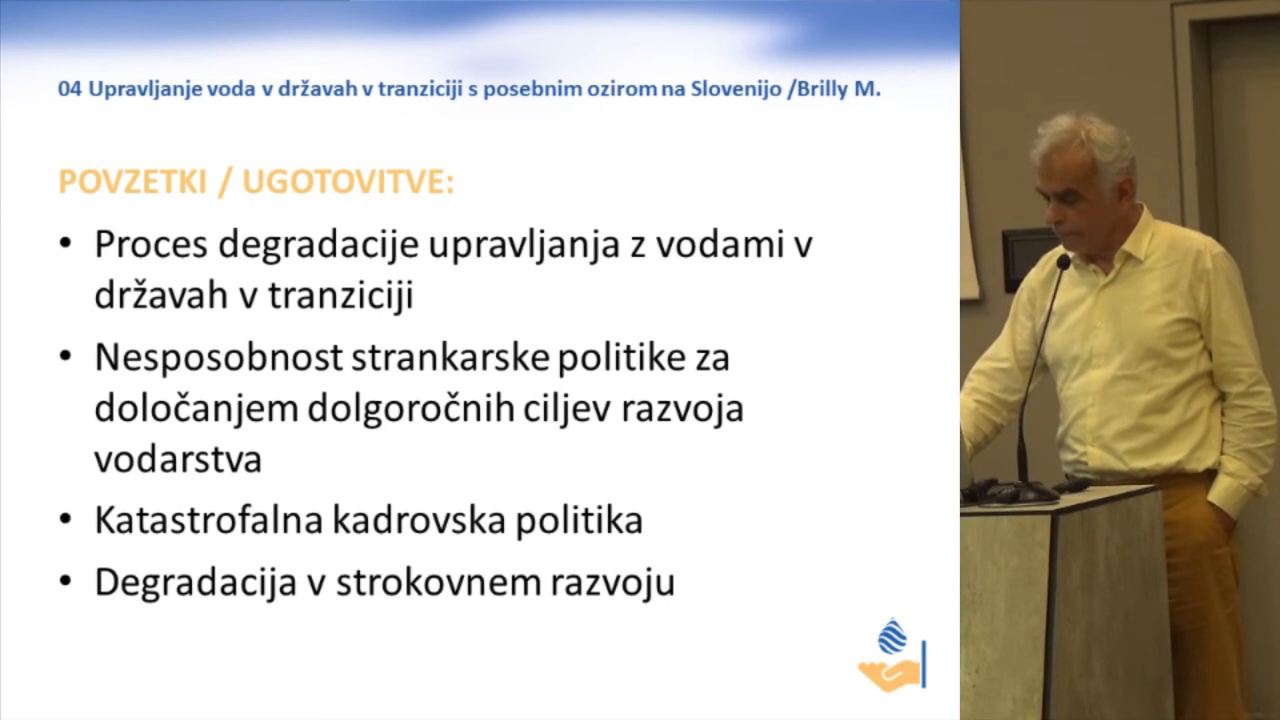 04 Upravljanje voda v državah v tranziciji s posebnim ozirom na Slovenijo /Brilly M.
POVZETKI / UGOTOVITVE:
• Proces degradacije upravljanja z vodami v
državah v tranziciji
• Nesposobnost strankarske politike za
določanjem dolgoročnih ciljev razvoja
vodarstva
• Katastrofalna kadrovska politika
• Degradacija v strokovnem razvoju